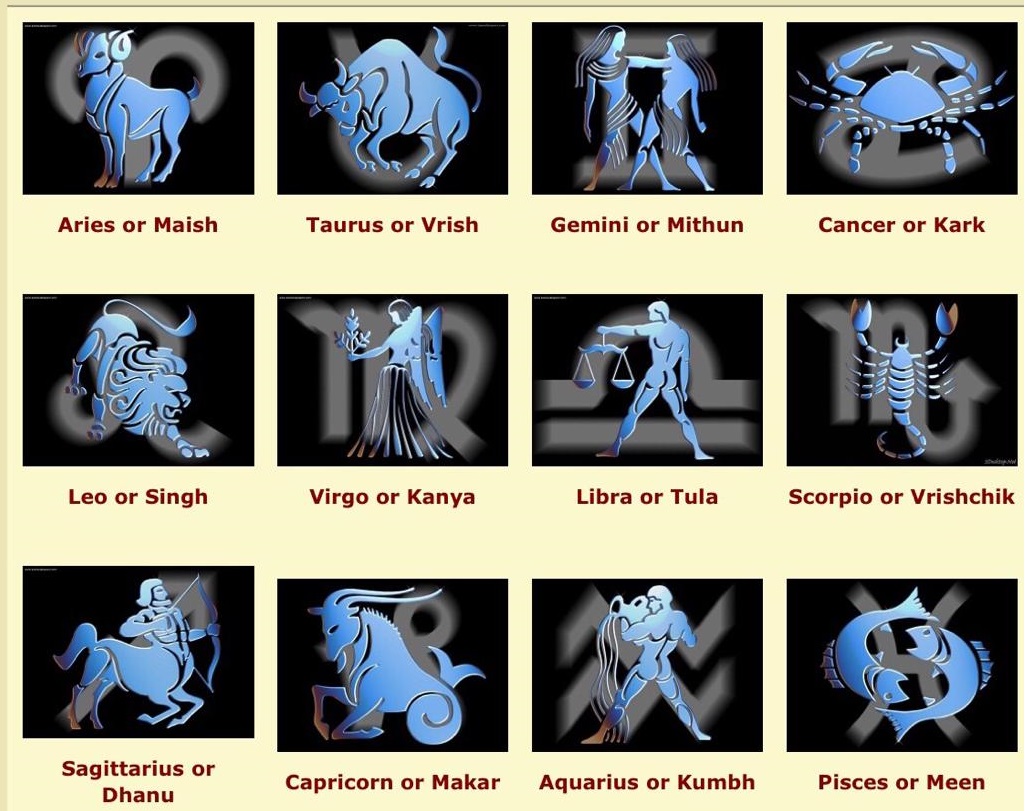 Aries or Maish
Taurus or Vrish
Gemini or Mithun
Cancer or Kark
Leo or Singh
Virgo or Kanya
Libra or Tula
Scorpio or Vrishchik
Sagittarius or
Dhanu
Capricorn or Makar
Aquarius or Kumbh
Pisces or Meen